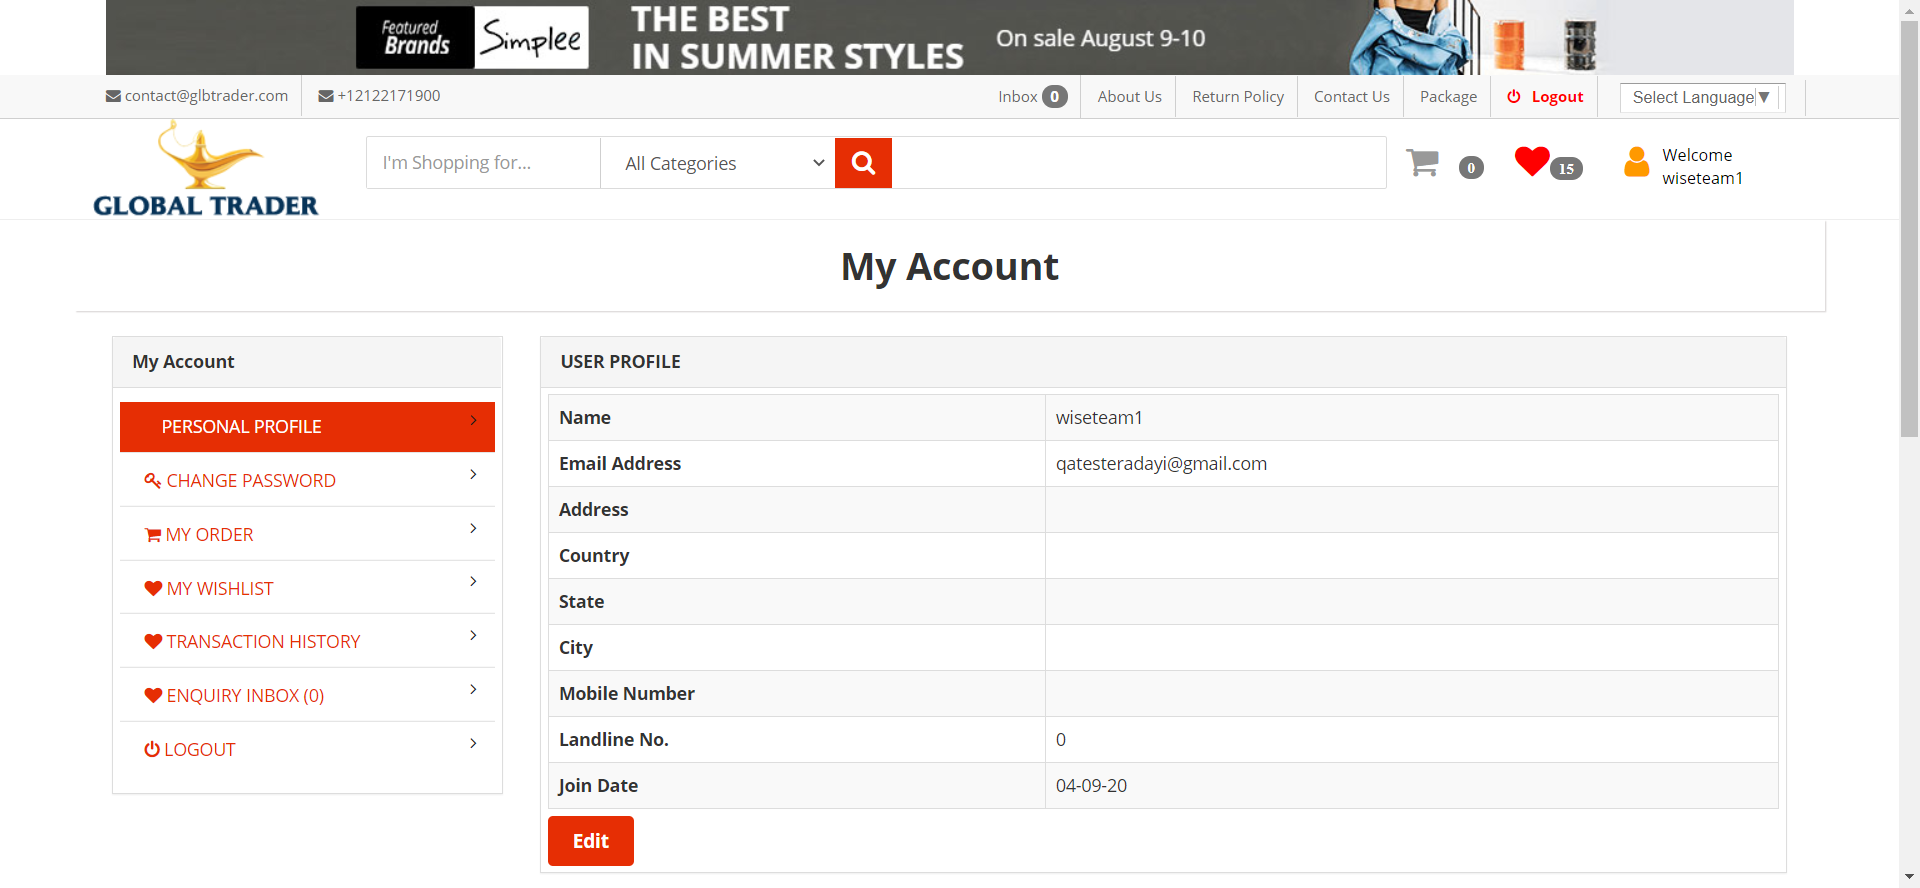 Featured Brands
Simplee
THE BEST
IN SUMMER STYLES
On sale August 9-10
contact@glbtrader.com
+12122171900
Inbox 0
About Us
Return Policy
Contact Us
Package
Logout
Select Language ▼
GLOBAL TRADER
I'm Shopping for...
All Categories
0
15
Welcome
wiseteam1
My Account
My Account
PERSONAL PROFILE
CHANGE PASSWORD
MY ORDER
MY WISHLIST
TRANSACTION HISTORY
ENQUIRY INBOX (0)
LOGOUT
USER PROFILE
Name wiseteam1
Email Address qatesteradayi@gmail.com
Address
Country
State
City
Mobile Number
Landline No. 0
Join Date 04-09-20
Edit